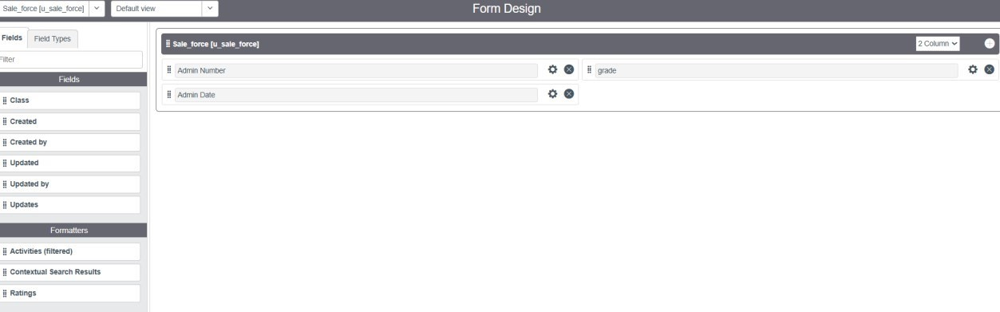 Sale_force [u_sale_force] Default view Form Design
Fields Field Types
Filter
Fields
Class
Created
Created by
Updated
Updated by
Updates
Formatters
Activities (filtered)
Contextual Search Results
Ratings
Sale_force [u_sale_force] 2 Column
Admin Number grade
Admin Date